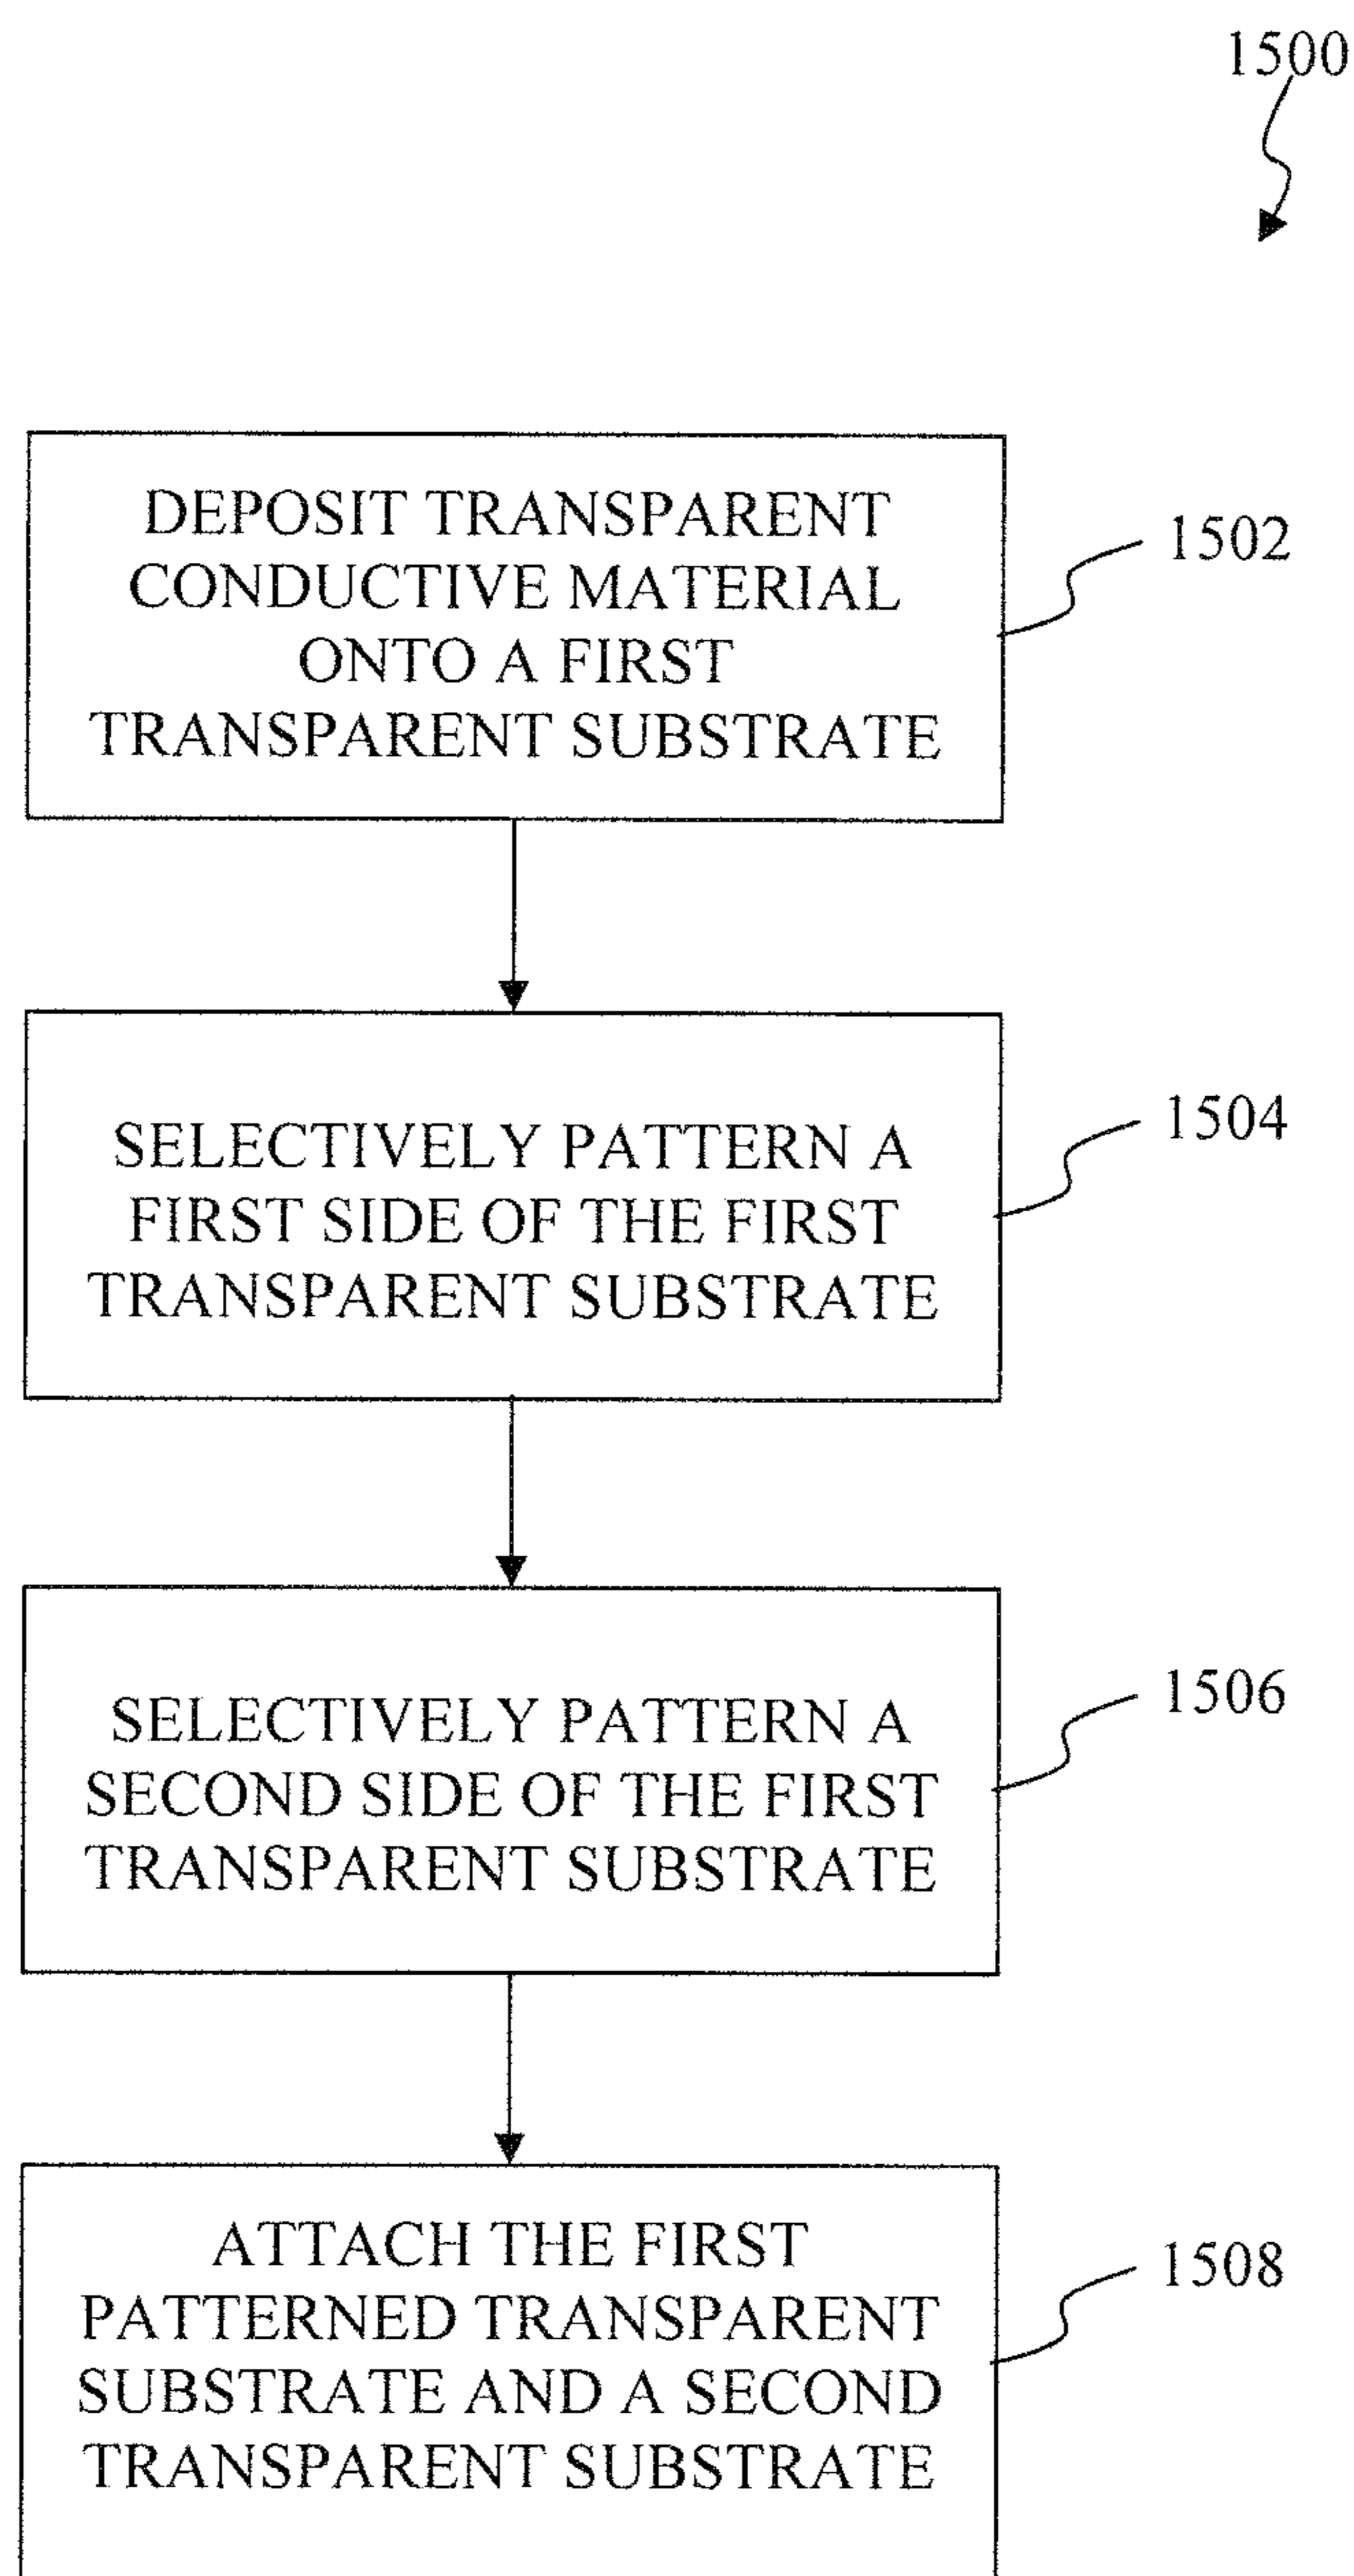 1500
DEPOSIT TRANSPARENT
CONDUCTIVE MATERIAL
ONTO A FIRST
TRANSPARENT SUBSTRATE
1502
SELECTIVELY PATTERN A
FIRST SIDE OF THE FIRST
TRANSPARENT SUBSTRATE
1504
SELECTIVELY PATTERN A
SECOND SIDE OF THE FIRST
TRANSPARENT SUBSTRATE
1506
ATTACH THE FIRST
PATTERNED TRANSPARENT
SUBSTRATE AND A SECOND
TRANSPARENT SUBSTRATE
1508